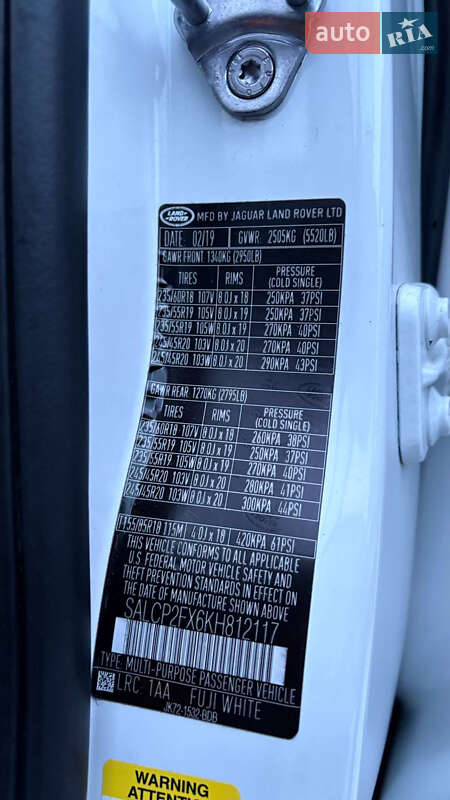 auto RIA .com
LAND ROVER MFD BY JAGUAR LAND ROVER LTD
DATE: 02/19 GVWR: 2505KG (5520LB)
GAWR FRONT 1340KG (2950LB)
TIRES RIMS PRESSURE (COLD SINGLE)
235/60R18 107V 8.0J x 18 250KPA 37PSI
235/55R19 105V 8.0J x 19 250KPA 37PSI
235/55R19 105W 8.0J x 19 270KPA 40PSI
245/45R20 103V 8.0J x 20 270KPA 40PSI
245/45R20 103W 8.0J x 20 290KPA 43PSI
GAWR REAR 1270KG (2795LB)
TIRES RIMS PRESSURE (COLD SINGLE)
235/60R18 107V 8.0J x 18 260KPA 38PSI
235/55R19 105V 8.0J x 19 250KPA 37PSI
235/55R19 105W 8.0J x 19 270KPA 40PSI
245/45R20 103V 8.0J x 20 280KPA 41PSI
245/45R20 103W 8.0J x 20 300KPA 44PSI
T155/85R18 115M 4.0J x 18 420KPA 61PSI
THIS VEHICLE CONFORMS TO ALL APPLICABLE
U.S. FEDERAL MOTOR VEHICLE SAFETY AND
THEFT PREVENTION STANDARDS IN EFFECT ON
THE DATE OF MANUFACTURE SHOWN ABOVE
SALCP2FX6KH812117
TYPE: MULTI-PURPOSE PASSENGER VEHICLE
LRC: 1AA FUJI WHITE
JK72-1532-BDB
WARNING